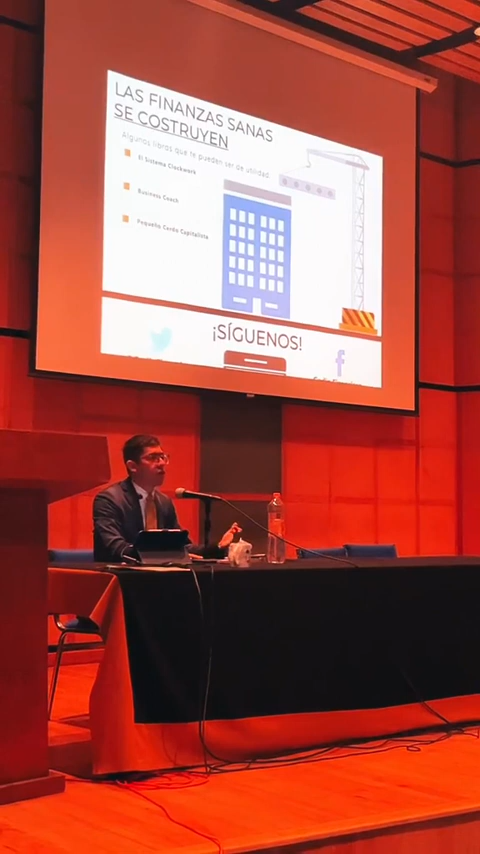 LAS FINANZAS SANAS
SE COSTRUYEN
Algunos libros que te pueden ser de utilidad
El Sistema Clockwork
Business Coach
Pequeño Cerdo Capitalista
¡SÍGUENOS!